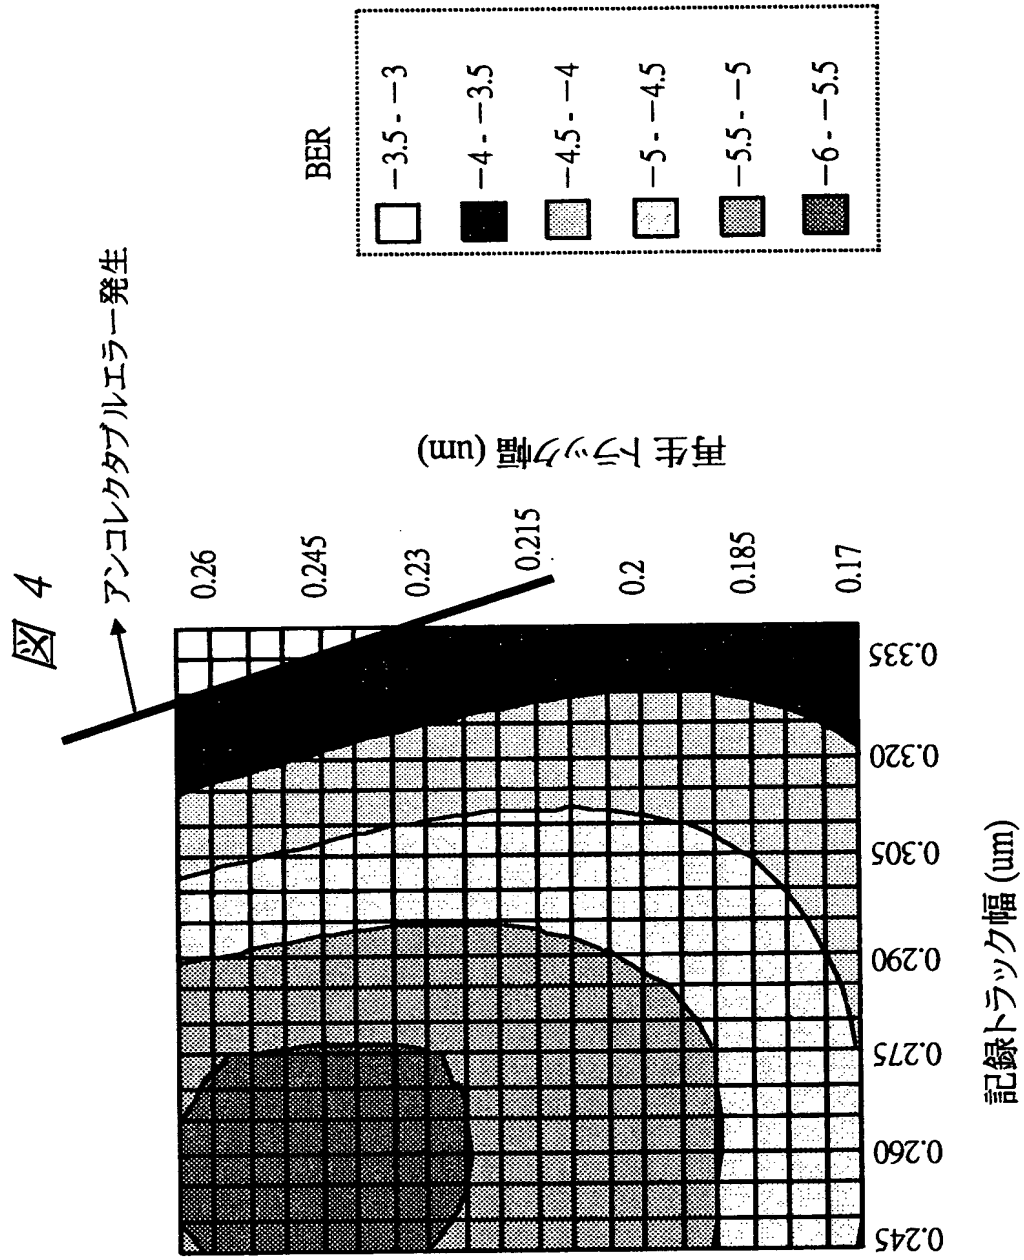 図 4
アンコレクタブルエラー発生
BER
－3.5 - －3
－4 - －3.5
－4.5 - －4
－5 - －4.5
－5.5 - －5
－6 - －5.5
再生トラック幅 (um)
0.26
0.245
0.23
0.215
0.2
0.185
0.17
0.245
0.260
0.275
0.290
0.305
0.320
0.335
記録トラック幅 (um)